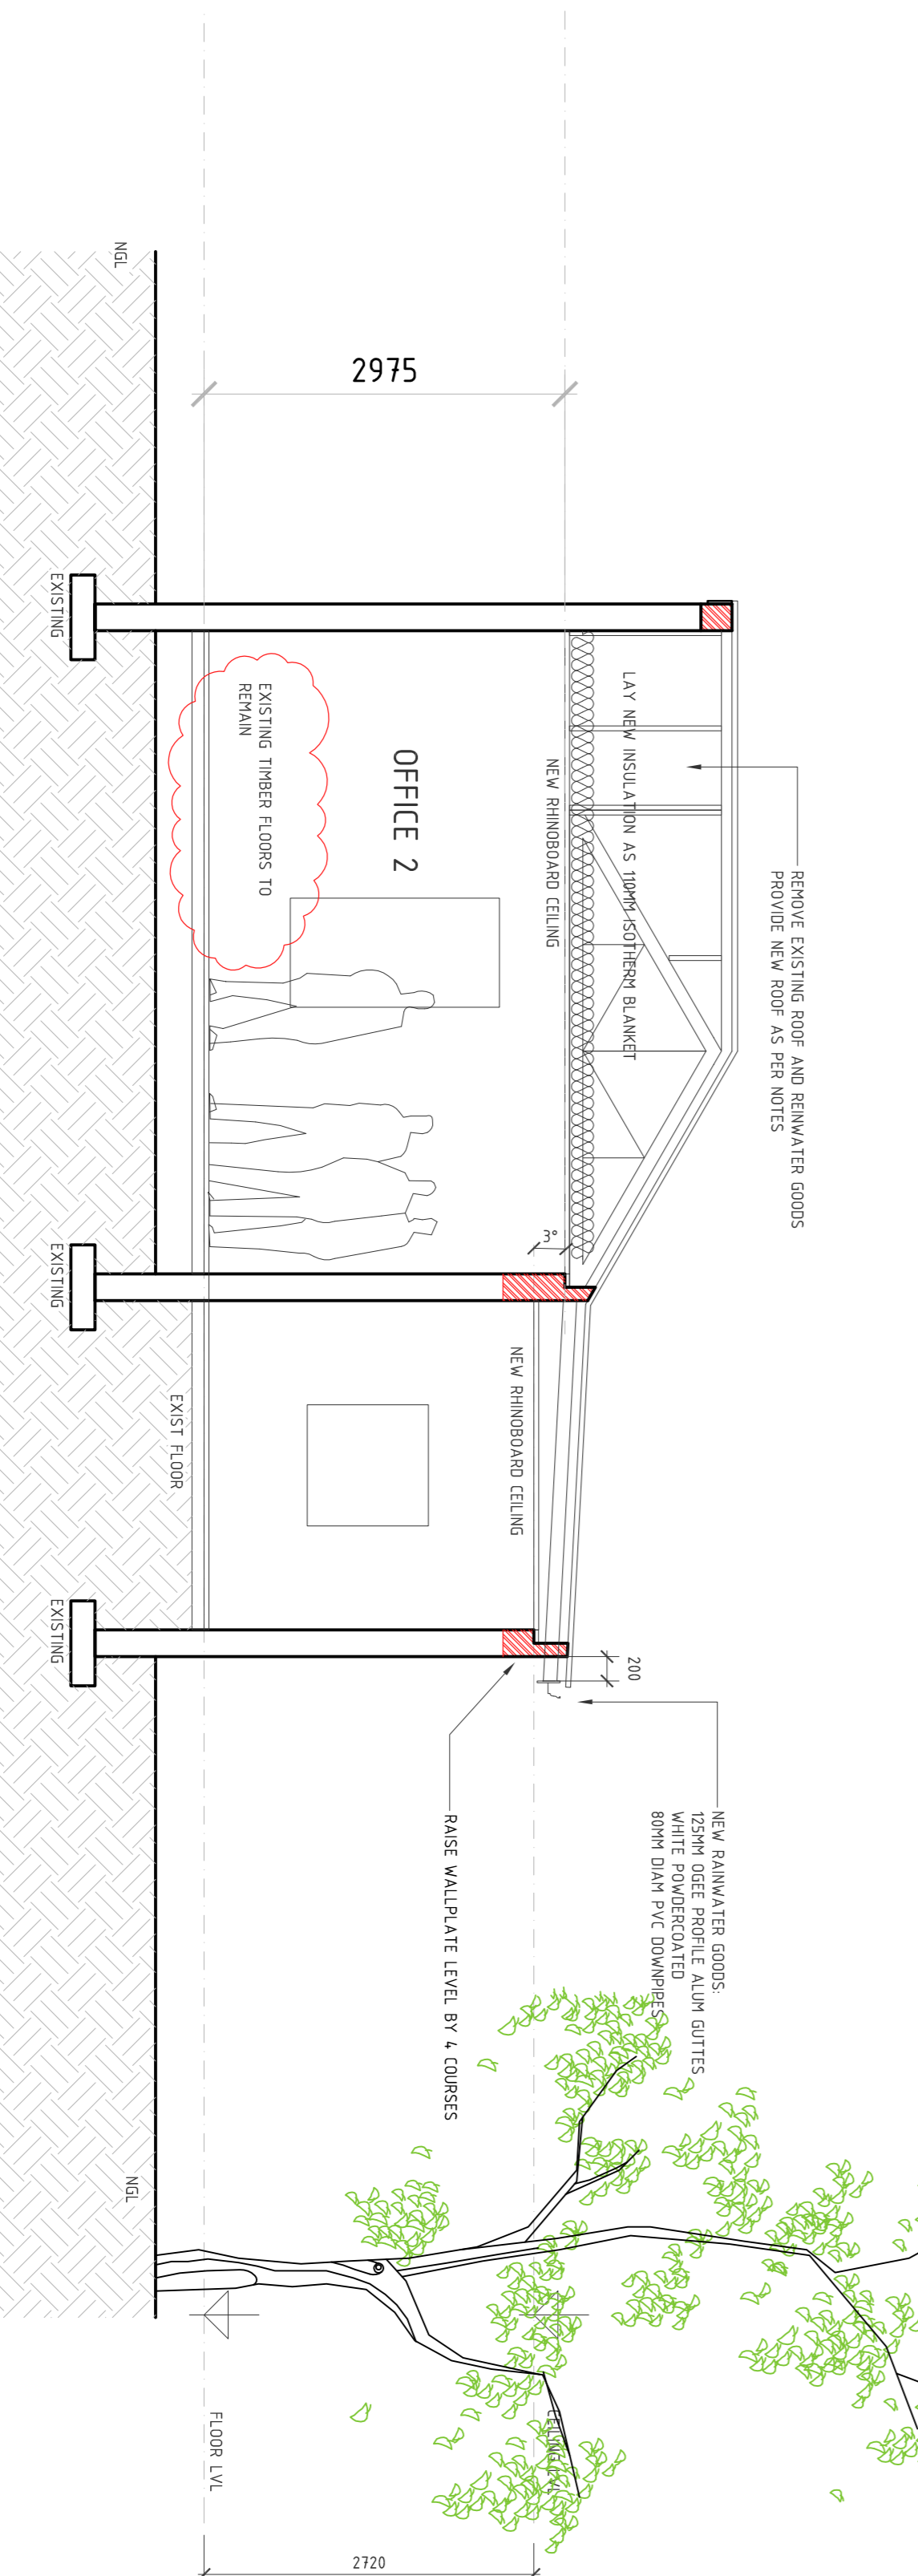 REMOVE EXISTING ROOF AND REINWATER GOODS
PROVIDE NEW ROOF AS PER NOTES
LAY NEW INSULATION AS 110MM ISOTHERM BLANKET
NEW RHINOBOARD CEILING
2975
OFFICE 2
EXISTING TIMBER FLOORS TO
REMAIN
3°
NEW RHINOBOARD CEILING
EXIST FLOOR
200
NEW RAINWATER GOODS:
125MM OGEE PROFILE ALUM GUTTES
WHITE POWDERCOATED
80MM DIAM PVC DOWNPIPES
RAISE WALLPLATE LEVEL BY 4 COURSES
CEILING LVL
FLOOR LVL
2720
NGL
NGL
EXISTING
EXISTING
EXISTING